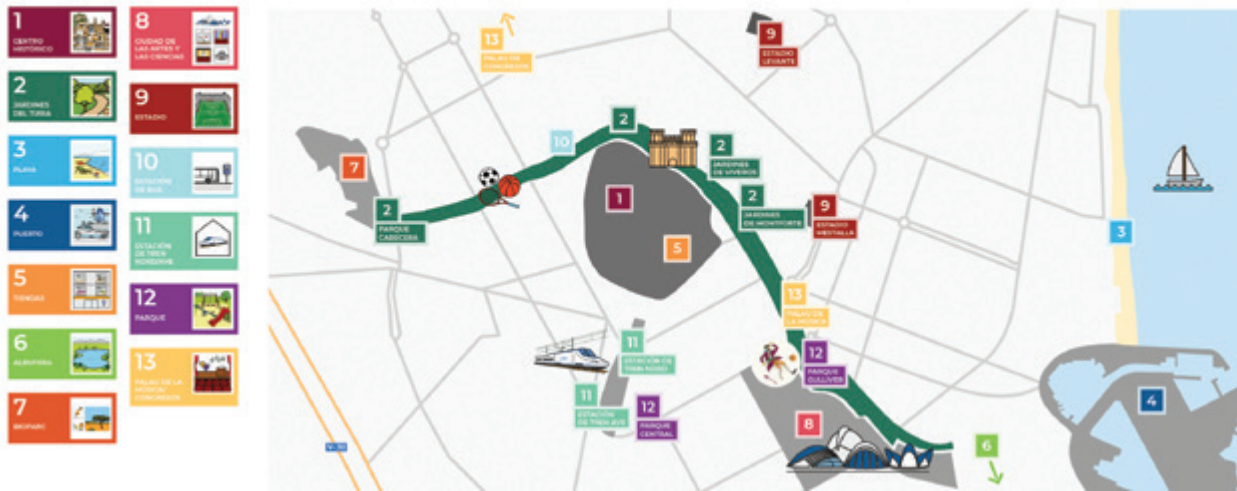 1
CENTRO
HISTÓRICO
2
JARDINES
DEL TURIA
3
PLAYA
4
PUERTO
5
TIENDAS
6
ALBUFERA
7
BIOPARC
8
CIUDAD DE
LAS ARTES Y
LAS CIENCIAS
9
ESTADIO
10
ESTACIÓN
DE BUS
11
ESTACIÓN
DE TREN
NORD/AVE
12
PARQUE
13
PALAU DE LA
MÚSICA/
CONGRESOS
13
PALAU DE
CONGRESOS
9
ESTADIO
LEVANTE
2
10
2
JARDINES
DE VIVEROS
7
1
2
JARDINES
DE MONFORTE
9
ESTADIO
MESTALLA
2
PARQUE
CABECERA
3
5
13
PALAU DE
LA MÚSICA
11
ESTACIÓN DE
TREN NORD
12
PARQUE
GULLIVER
11
ESTACIÓN
DE TREN AVE
12
PARQUE
CENTRAL
4
8
6
V-30